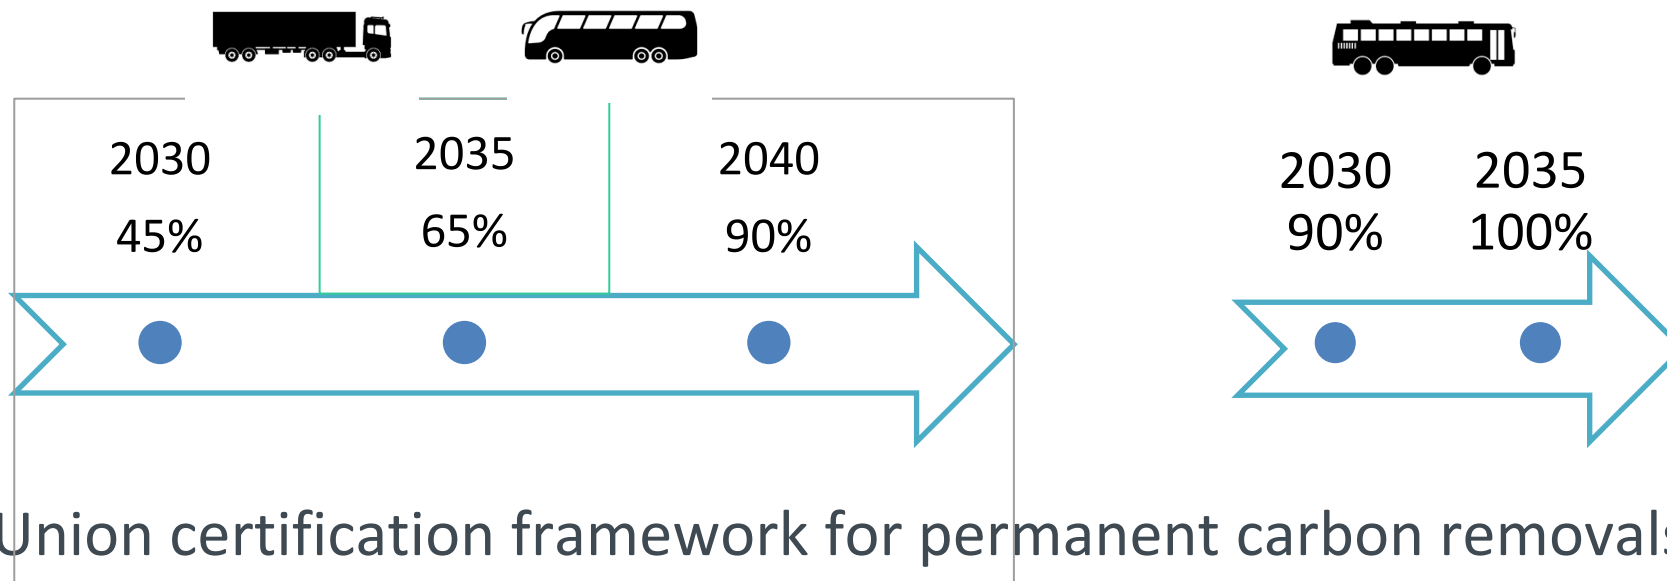 2030 2035 2040
45% 65% 90%
2030 2035
90% 100%
Union certification framework for permanent carbon removals